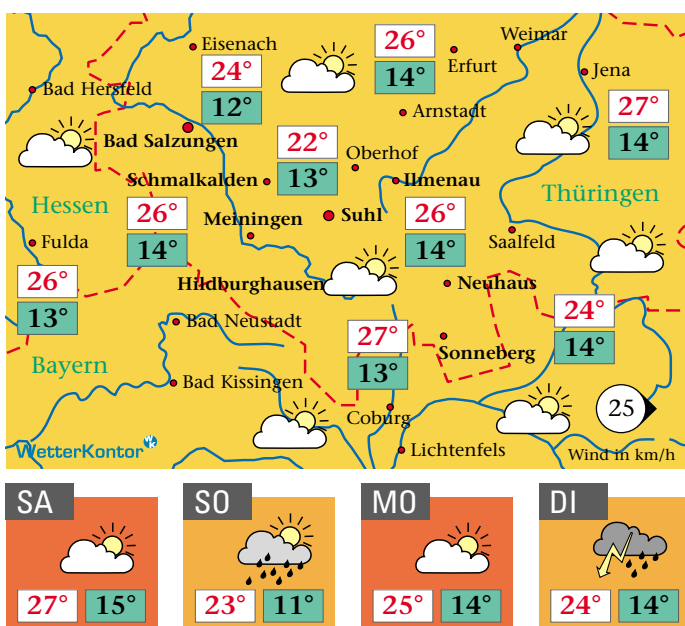 Weimar
Eisenach
26°
Erfurt
24°
14°
Jena
Bad Hersfeld
12°
Arnstadt
27°
Bad Salzungen
14°
22°
Oberhof
Schmalkalden
13°
Ilmenau
Thüringen
Hessen
26°
Meiningen
Suhl
26°
Fulda
14°
14°
Saalfeld
26°
Hildburghausen
Neuhaus
13°
24°
Bad Neustadt
27°
14°
Bayern
13°
Sonneberg
Bad Kissingen
25
Coburg
WetterKontor
WK
Lichtenfels
Wind in km/h
SA
SO
MO
DI
27° 15°
23° 11°
25° 14°
24° 14°